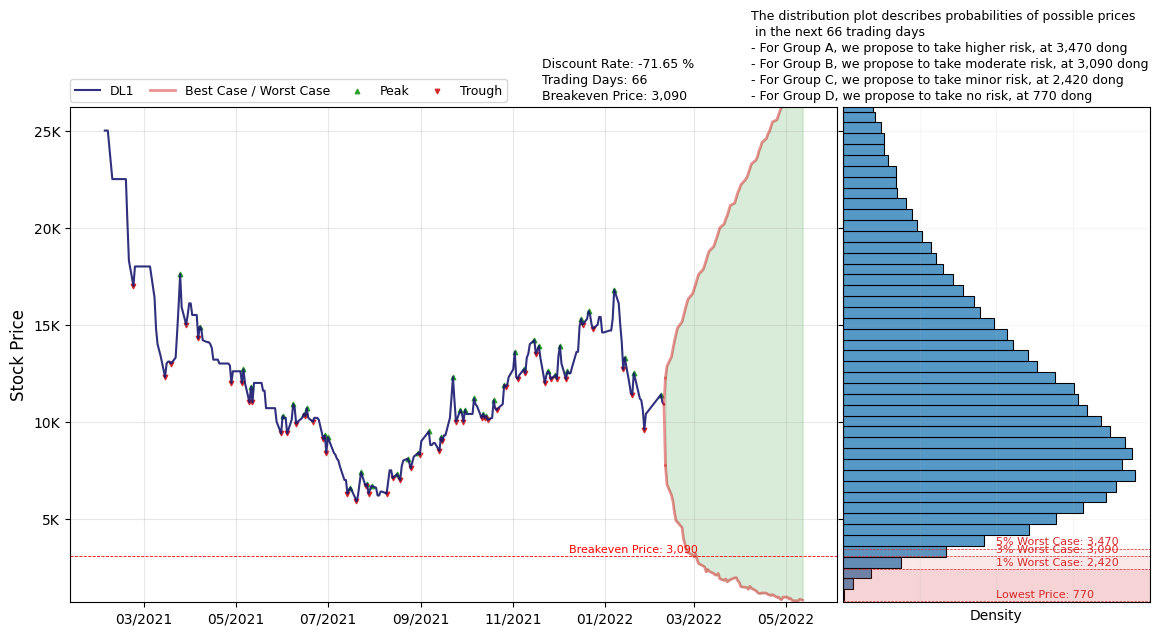 The distribution plot describes probabilities of possible prices
in the next 66 trading days
- For Group A, we propose to take higher risk, at 3,470 dong
- For Group B, we propose to take moderate risk, at 3,090 dong
- For Group C, we propose to take minor risk, at 2,420 dong
- For Group D, we propose to take no risk, at 770 dong
Discount Rate: -71.65 %
Trading Days: 66
Breakeven Price: 3,090
DL1 Best Case / Worst Case Peak Trough
Stock Price
25K
20K
15K
10K
5K
Breakeven Price: 3,090
5% Worst Case: 3,470
3% Worst Case: 3,090
1% Worst Case: 2,420
Lowest Price: 770
03/2021 05/2021 07/2021 09/2021 11/2021 01/2022 03/2022 05/2022
Density